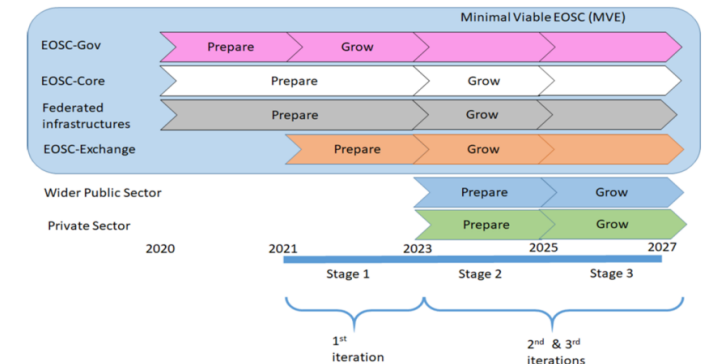 Minimal Viable EOSC (MVE)
EOSC-Gov Prepare Grow
EOSC-Core Prepare Grow
Federated
infrastructures Prepare Grow
EOSC-Exchange Prepare Grow
Wider Public Sector Prepare Grow
Private Sector Prepare Grow
2020 2021 2023 2025 2027
Stage 1 Stage 2 Stage 3
1st
iteration
2nd & 3rd
iterations